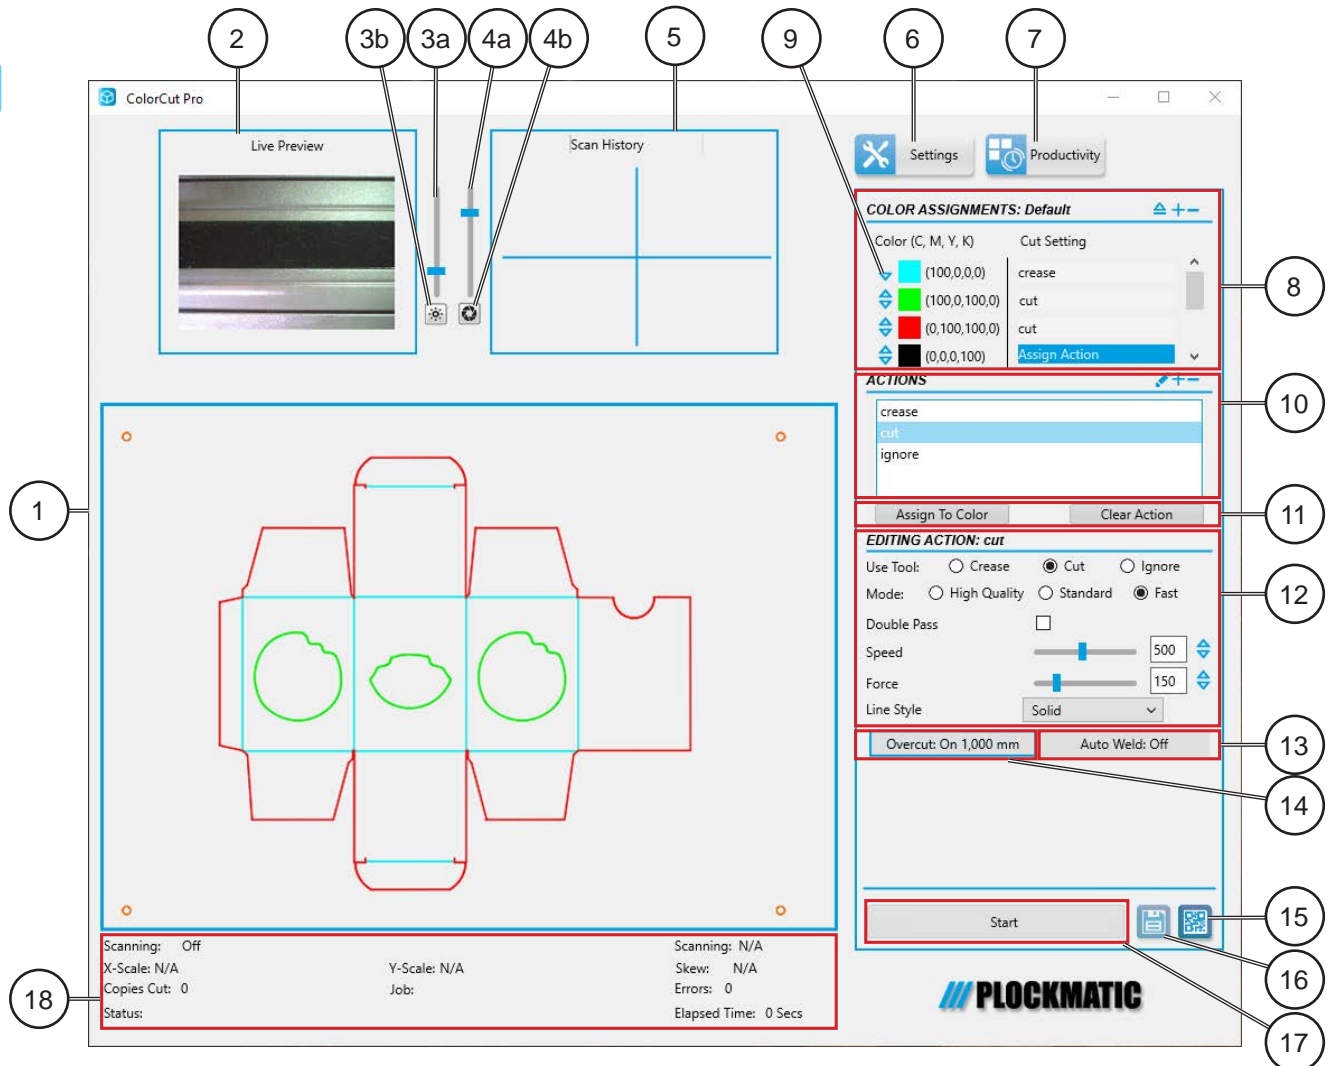 2 3b 3a 4a 4b 5 9 6 7
ColorCut Pro
Live Preview
Scan History
Settings
Productivity
COLOR ASSIGNMENTS: Default
Color (C, M, Y, K) Cut Setting
(100,0,0,0) crease
(100,0,100,0) cut
(0,100,100,0) cut
(0,0,0,100) Assign Action
8
ACTIONS
crease
cut
ignore
10
1
Assign To Color Clear Action
11
EDITING ACTION: cut
Use Tool: Crease Cut Ignore
Mode: High Quality Standard Fast
12
Double Pass
Speed 500
Force 150
Line Style Solid
Overcut: On 1,000 mm Auto Weld: Off
13
14
Start
15
16
17
Scanning: Off Scanning: N/A
X-Scale: N/A Y-Scale: N/A Skew: N/A
Copies Cut: 0 Job: Errors: 0
Status: Elapsed Time: 0 Secs
18
PLOCKMATIC